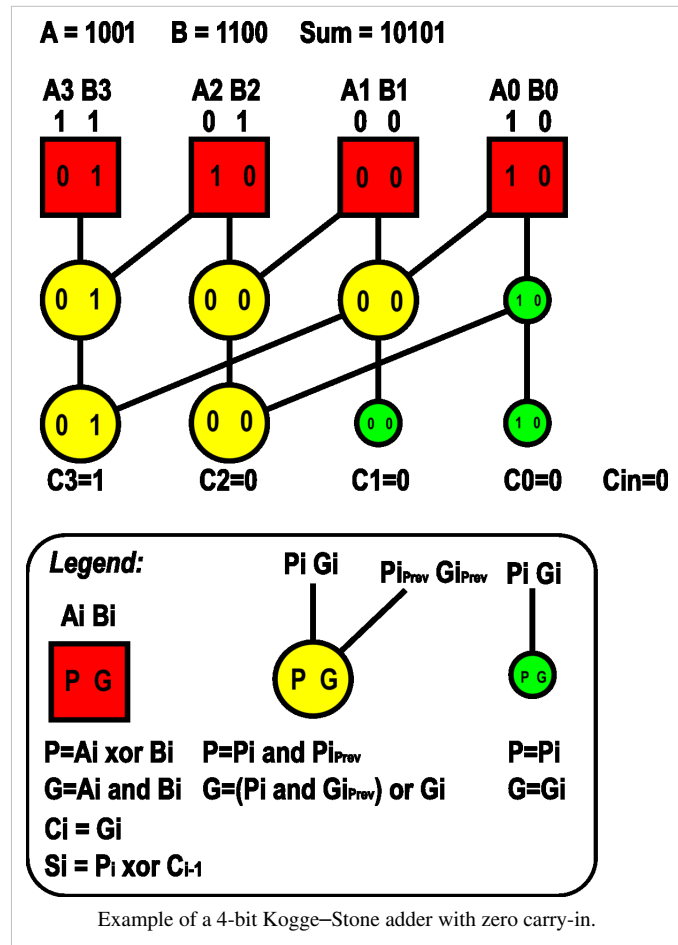 A = 1001 B = 1100 Sum = 10101
A3 B3 A2 B2 A1 B1 A0 B0
1 1 0 1 0 0 1 0
0 1 1 0 0 0 1 0
0 1 0 0 0 0 1 0
0 1 0 0 0 0 1 0
C3=1 C2=0 C1=0 C0=0 Cin=0
Legend:
Pi Gi PiPrev GiPrev Pi Gi
Ai Bi
P G P G P G
P=Ai xor Bi P=Pi and PiPrev P=Pi
G=Ai and Bi G=(Pi and GiPrev) or Gi G=Gi
Ci = Gi
Si = Pi xor Ci-1
Example of a 4-bit Kogge–Stone adder with zero carry-in.